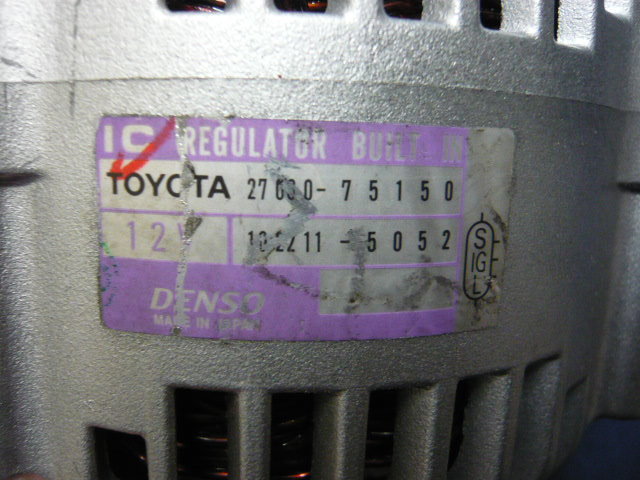 IC REGULATOR BUILT IN
TOYOTA 27060-75150
12V 102211-5052
DENSO
MADE IN JAPAN
S
IG
L